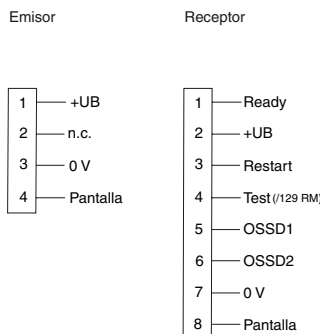 Emisor
1 +UB
2 n.c.
3 0 V
4 Pantalla
Receptor
1 Ready
2 +UB
3 Restart
4 Test (/129 RM)
5 OSSD1
6 OSSD2
7 0 V
8 Pantalla